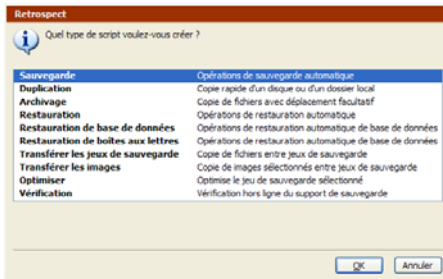 Retrospect
Quel type de script voulez-vous créer ?
Sauvegarde Opérations de sauvegarde automatique
Duplication Copie rapide d'un disque ou d'un dossier local
Archivage Copie de fichiers avec déplacement facultatif
Restauration Opérations de restauration automatique
Restauration de base de données Opérations de restauration automatique de base de données
Restauration de boîtes aux lettres Opérations de restauration automatique de base de données
Transférer les jeux de sauvegarde Copie de fichiers entre jeux de sauvegarde
Transférer les images Copie de images sélectionnés entre jeux de sauvegarde
Optimiser Optimise le jeu de sauvegarde sélectionné
Vérification Vérification hors ligne du support de sauvegarde
OK Annuler